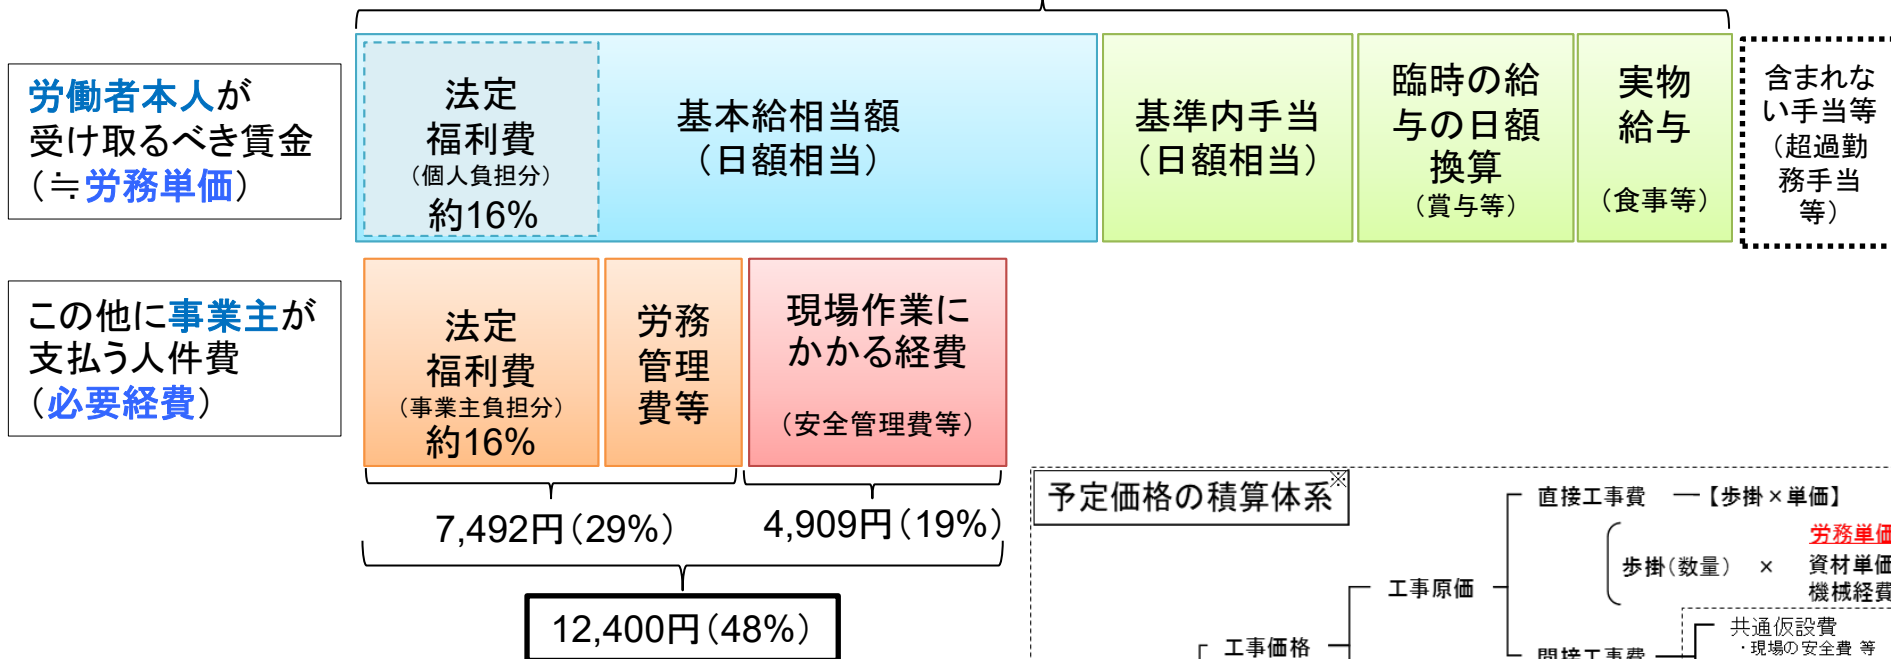 労働者本人が
受け取るべき賃金
（≒労務単価）
法定
福利費
（個人負担分）
約16%
基本給相当額
（日額相当）
基準内手当
（日額相当）
臨時の給
与の日額
換算
（賞与等）
実物
給与
（食事等）
含まれな
い手当等
（超過勤
務手当
等）
この他に事業主が
支払う人件費
（必要経費）
法定
福利費
（事業主負担分）
約16%
労務
管理
費等
現場作業に
かかる経費
（安全管理費等）
7,492円（29%）
4,909円（19%）
12,400円（48%）
予定価格の積算体系※
直接工事費
【歩掛×単価】
労務単価
歩掛（数量） ×
資材単価
機械経費
工事原価
工事価格
間接工事費
共通仮設費
・現場の安全費 等